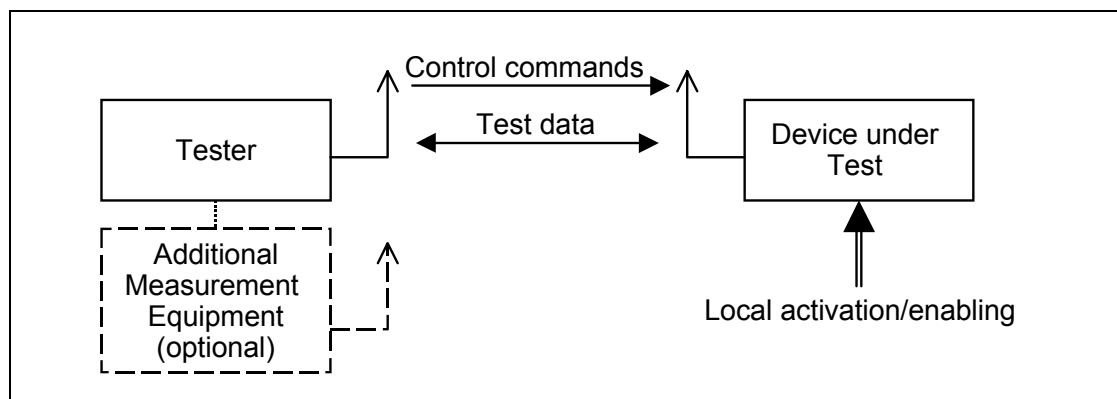 Control commands
Test data
Tester
Device under
Test
Additional
Measurement
Equipment
(optional)
Local activation/enabling